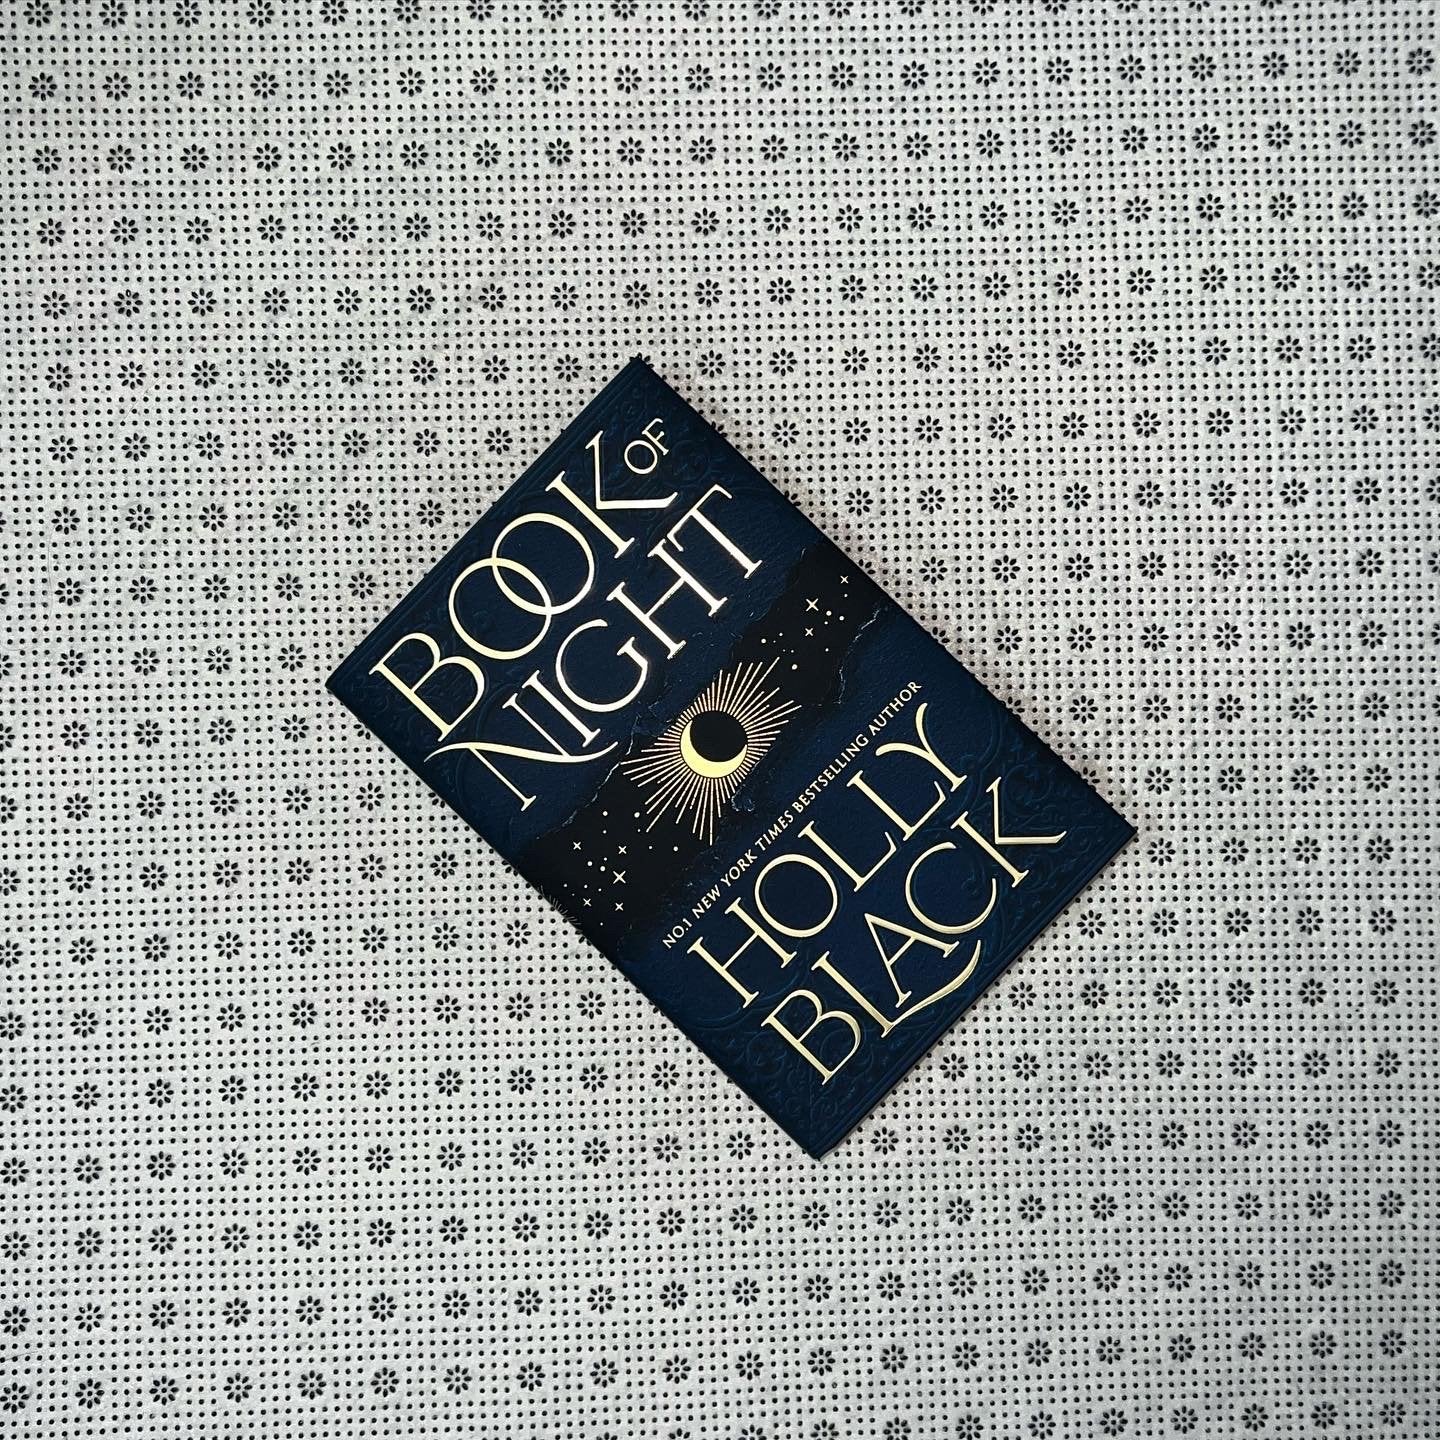 BOOK OF
NIGHT
NO.1 NEW YORK TIMES BESTSELLING AUTHOR
HOLLY
BLACK